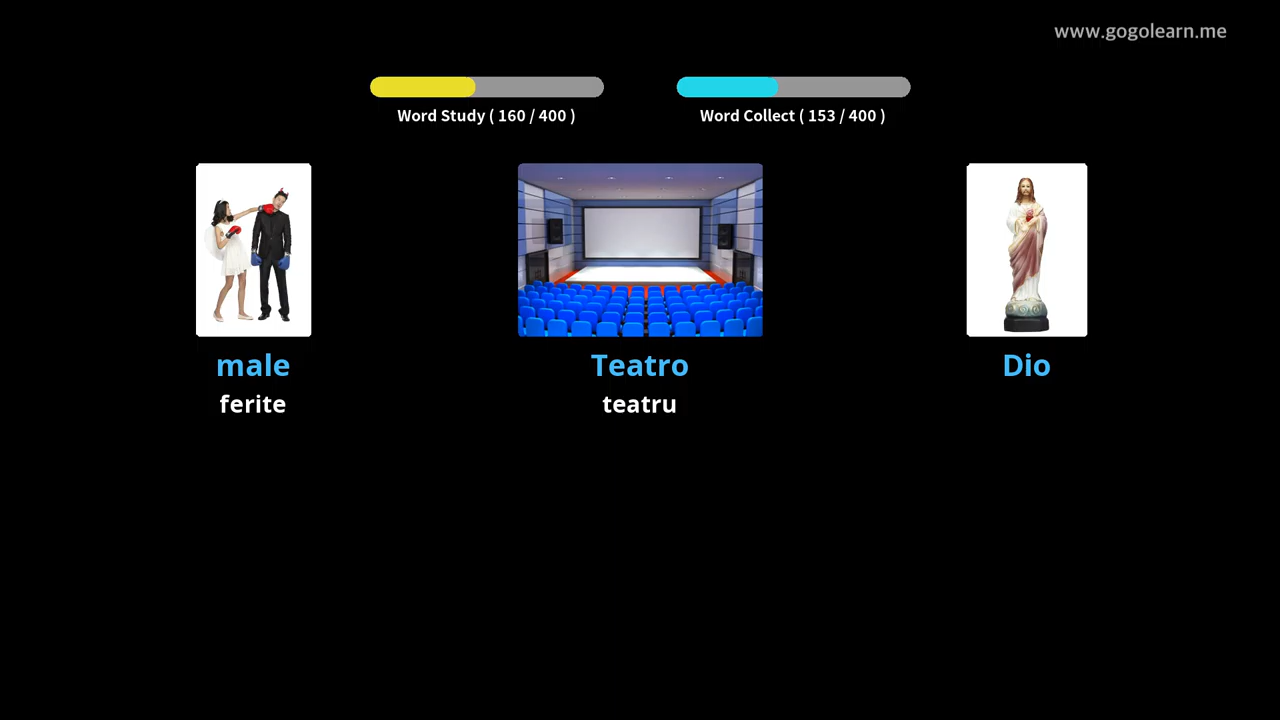 www.gogolearn.me
Word Study ( 160 / 400 )
Word Collect ( 153 / 400 )
male
Teatro
Dio
ferite
teatru